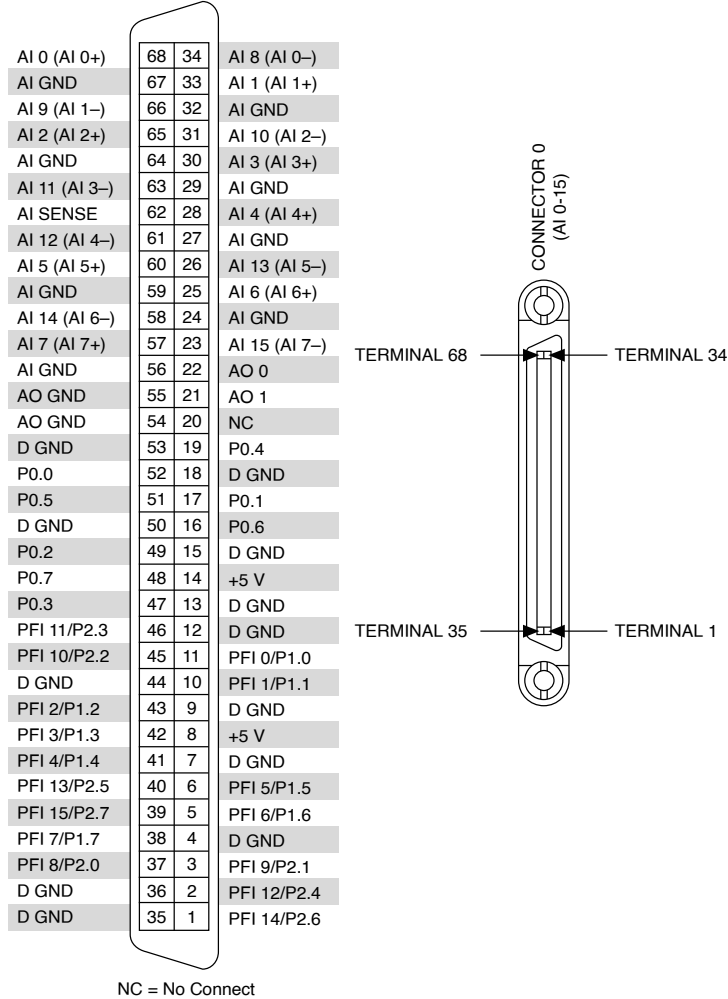 AI 0 (AI 0+) 68 34 AI 8 (AI 0–)
AI GND 67 33 AI 1 (AI 1+)
AI 9 (AI 1–) 66 32 AI GND
AI 2 (AI 2+) 65 31 AI 10 (AI 2–)
AI GND 64 30 AI 3 (AI 3+)
AI 11 (AI 3–) 63 29 AI GND
AI SENSE 62 28 AI 4 (AI 4+)
AI 12 (AI 4–) 61 27 AI GND
AI 5 (AI 5+) 60 26 AI 13 (AI 5–)
AI GND 59 25 AI 6 (AI 6+)
AI 14 (AI 6–) 58 24 AI GND
AI 7 (AI 7+) 57 23 AI 15 (AI 7–)
AI GND 56 22 AO 0
AO GND 55 21 AO 1
AO GND 54 20 NC
D GND 53 19 P0.4
P0.0 52 18 D GND
P0.5 51 17 P0.1
D GND 50 16 P0.6
P0.2 49 15 D GND
P0.7 48 14 +5 V
P0.3 47 13 D GND
PFI 11/P2.3 46 12 D GND
PFI 10/P2.2 45 11 PFI 0/P1.0
D GND 44 10 PFI 1/P1.1
PFI 2/P1.2 43 9 D GND
PFI 3/P1.3 42 8 +5 V
PFI 4/P1.4 41 7 D GND
PFI 13/P2.5 40 6 PFI 5/P1.5
PFI 15/P2.7 39 5 PFI 6/P1.6
PFI 7/P1.7 38 4 D GND
PFI 8/P2.0 37 3 PFI 9/P2.1
D GND 36 2 PFI 12/P2.4
D GND 35 1 PFI 14/P2.6
NC = No Connect
CONNECTOR 0
(AI 0-15)
TERMINAL 68 TERMINAL 34
TERMINAL 35 TERMINAL 1